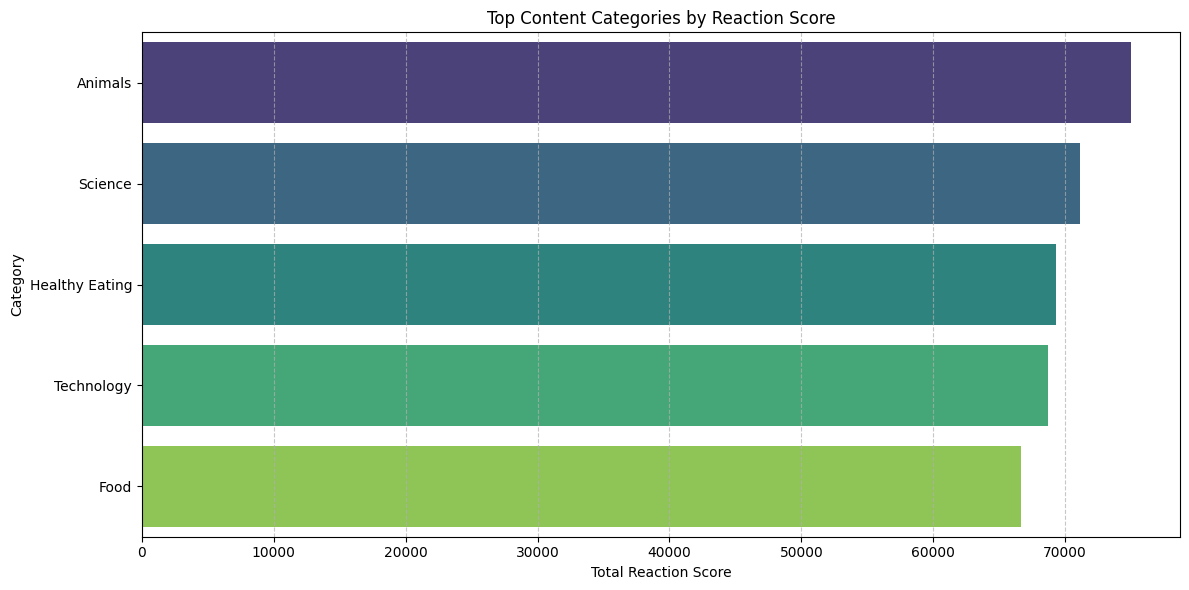 Top Content Categories by Reaction Score
Category
Animals
Science
Healthy Eating
Technology
Food
0 10000 20000 30000 40000 50000 60000 70000
Total Reaction Score